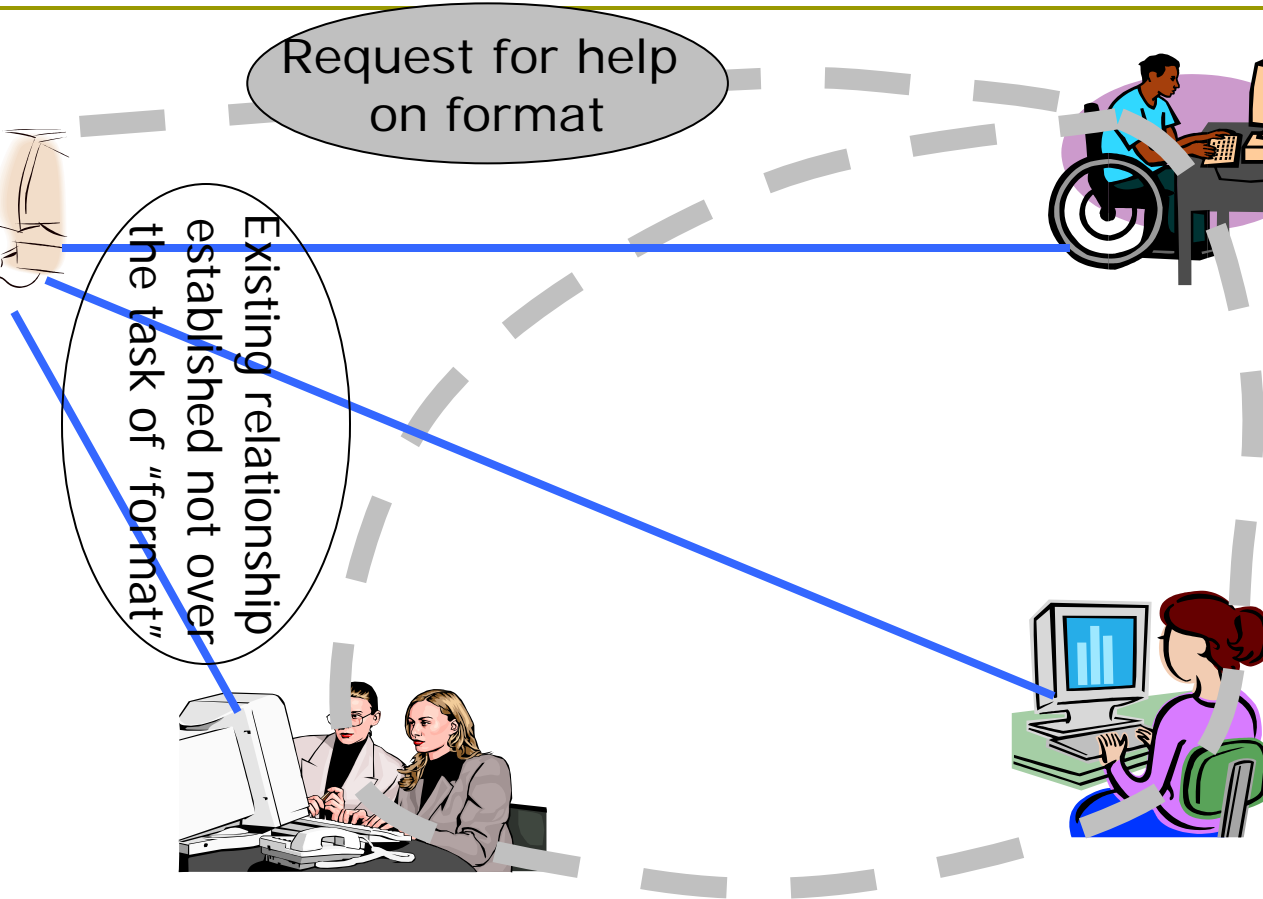 Request for help
on format
Existing relationship
established not over
the task of “format”